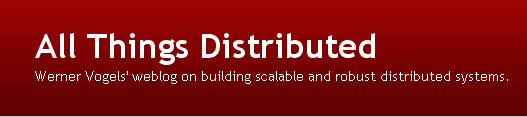 All Things Distributed
Werner Vogels' weblog on building scalable and robust distributed systems.